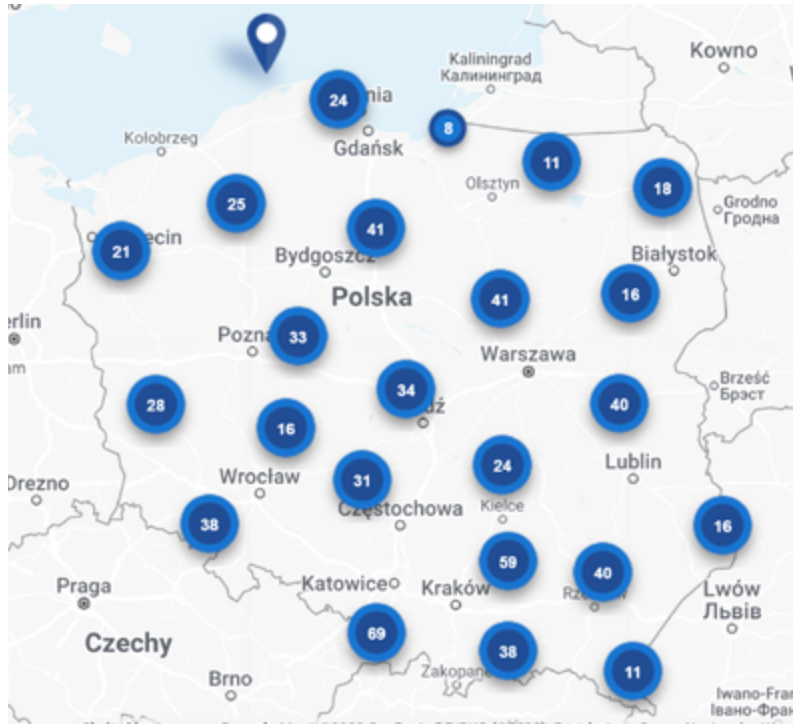 Kowno
Kaliningrad
Калининград
24
8
Gdańsk
Kołobrzeg
11
Olsztyn
18
Grodno
Гродна
25
41
21
Białystok
Bydgoszcz
Polska
41
16
33
Warszawa
34
Brześć
Брэст
28
40
16
24
Lublin
Wrocław
31
Kielce
Częstochowa
38
16
59
40
Praga
Katowice
Kraków
Lwów
Львів
69
Czechy
38
11
Zakopane
Brno